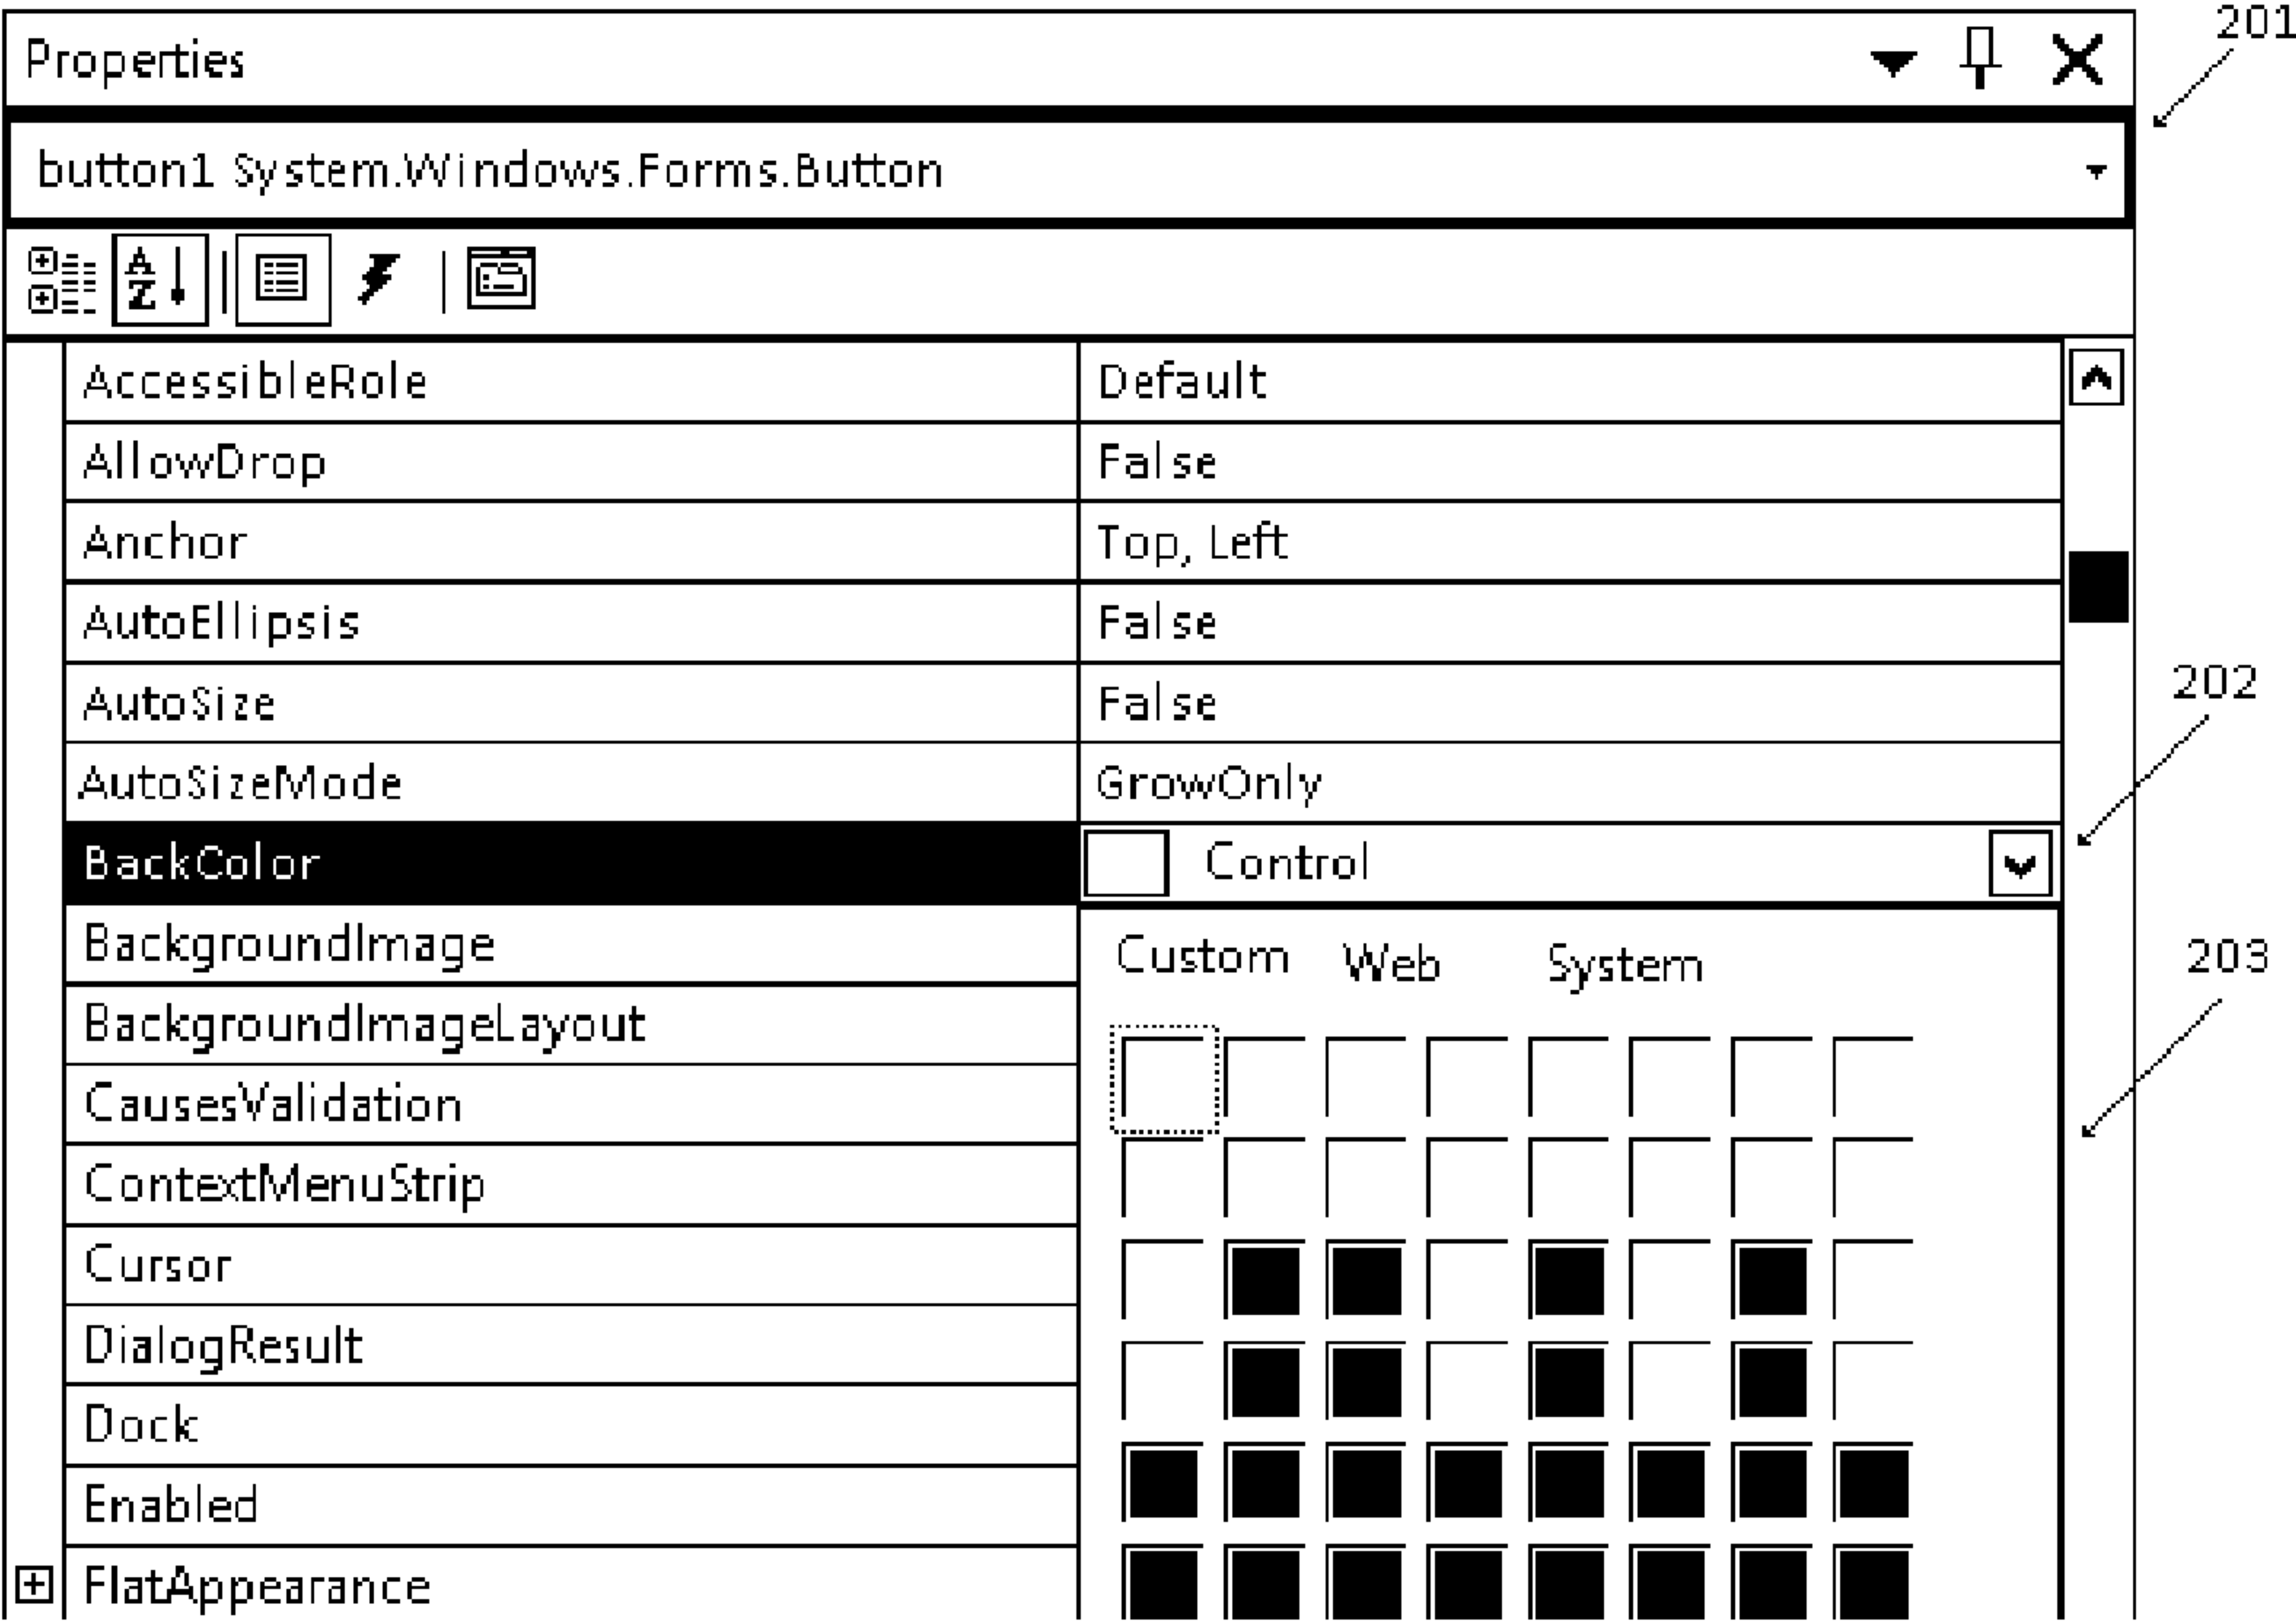 201
Properties
button1 System.Windows.Forms.Button
A
Z
AccessibleRole Default
AllowDrop False
Anchor Top, Left
AutoEllipsis False
AutoSize False
202
AutoSizeMode GrowOnly
BackColor Control
BackgroundImage Custom Web System
203
BackgroundImageLayout
CausesValidation
ContextMenuStrip
Cursor
DialogResult
Dock
Enabled
FlatAppearance